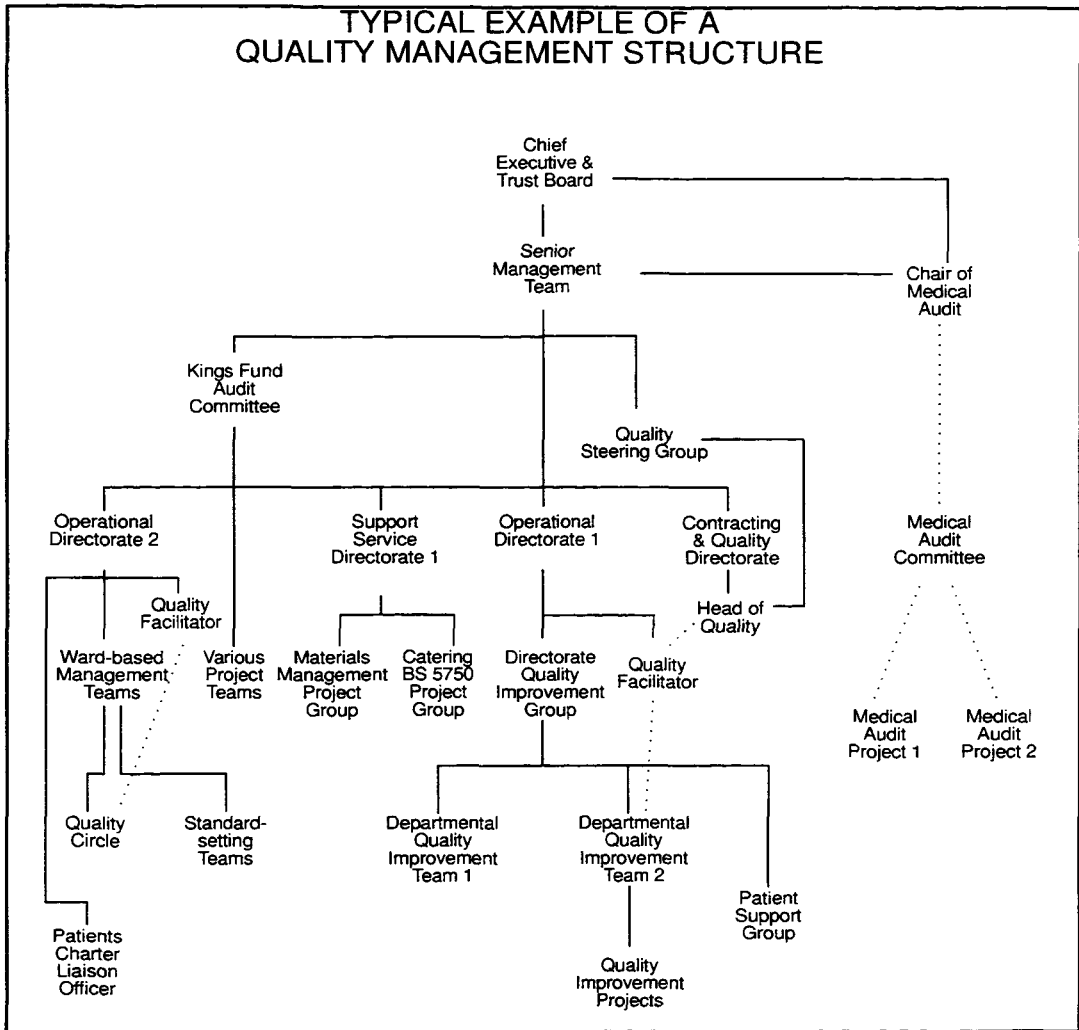 TYPICAL EXAMPLE OF A
QUALITY MANAGEMENT STRUCTURE
Chief
Executive &
Trust Board
Senior
Management
Team
Chair of
Medical
Audit
Kings Fund
Audit
Committee
Quality
Steering Group
Operational
Directorate 2
Support
Service
Directorate 1
Operational
Directorate 1
Contracting
& Quality
Directorate
Medical
Audit
Committee
Quality
Facilitator
Head of
Quality
Ward-based
Management
Teams
Various
Project
Teams
Materials
Management
Project
Group
Catering
BS 5750
Project
Group
Directorate
Quality
Improvement
Group
Quality
Facilitator
Medical
Audit
Project 1
Medical
Audit
Project 2
Quality
Circle
Standard-
setting
Teams
Departmental
Quality
Improvement
Team 1
Departmental
Quality
Improvement
Team 2
Patient
Support
Group
Patients
Charter
Liaison
Officer
Quality
Improvement
Projects